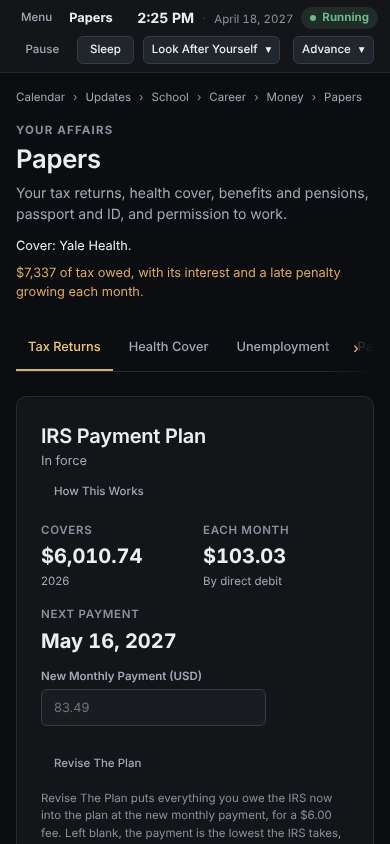 Menu Papers 2:25 PM · April 18, 2027 Running
Pause Sleep Look After Yourself ▾ Advance ▾
Calendar › Updates › School › Career › Money › Papers
YOUR AFFAIRS
Papers
Your tax returns, health cover, benefits and pensions,
passport and ID, and permission to work.
Cover: Yale Health.
$7,337 of tax owed, with its interest and a late penalty
growing each month.
Tax Returns Health Cover Unemployment ›
IRS Payment Plan
In force
How This Works
COVERS EACH MONTH
$6,010.74 $103.03
2026 By direct debit
NEXT PAYMENT
May 16, 2027
New Monthly Payment (USD)
83.49
Revise The Plan
Revise The Plan puts everything you owe the IRS now
into the plan at the new monthly payment, for a $6.00
fee. Left blank, the payment is the lowest the IRS takes,